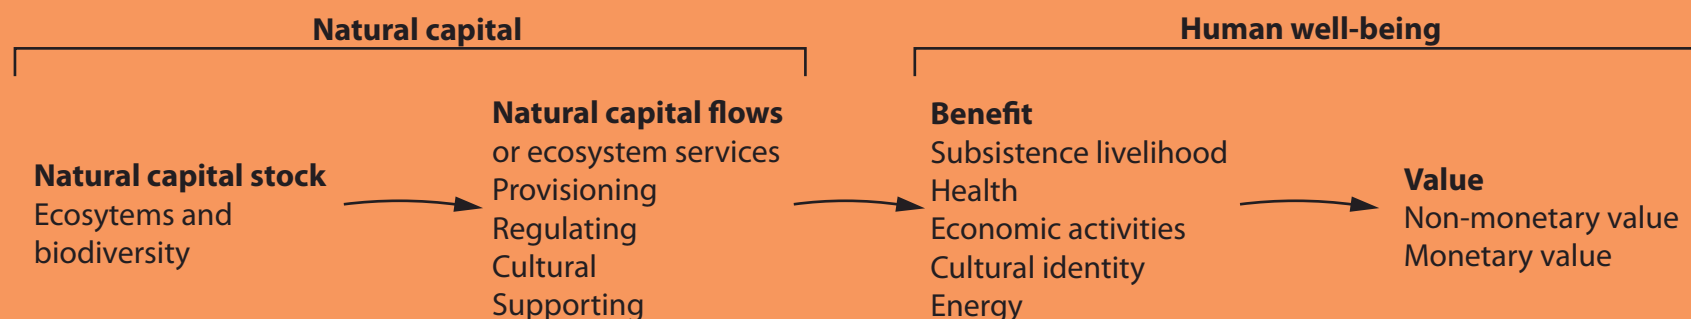 Natural capital
Human well-being
Natural capital stock
Ecosytems and
biodiversity
Natural capital flows
or ecosystem services
Provisioning
Regulating
Cultural
Supporting
Benefit
Subsistence livelihood
Health
Economic activities
Cultural identity
Energy
Value
Non-monetary value
Monetary value